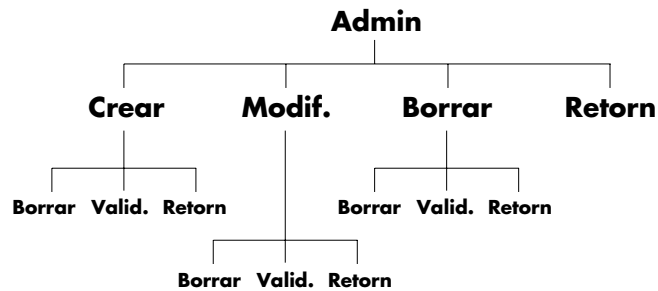 Admin
Crear Modif. Borrar Retorn
Borrar Valid. Retorn Borrar Valid. Retorn
Borrar Valid. Retorn